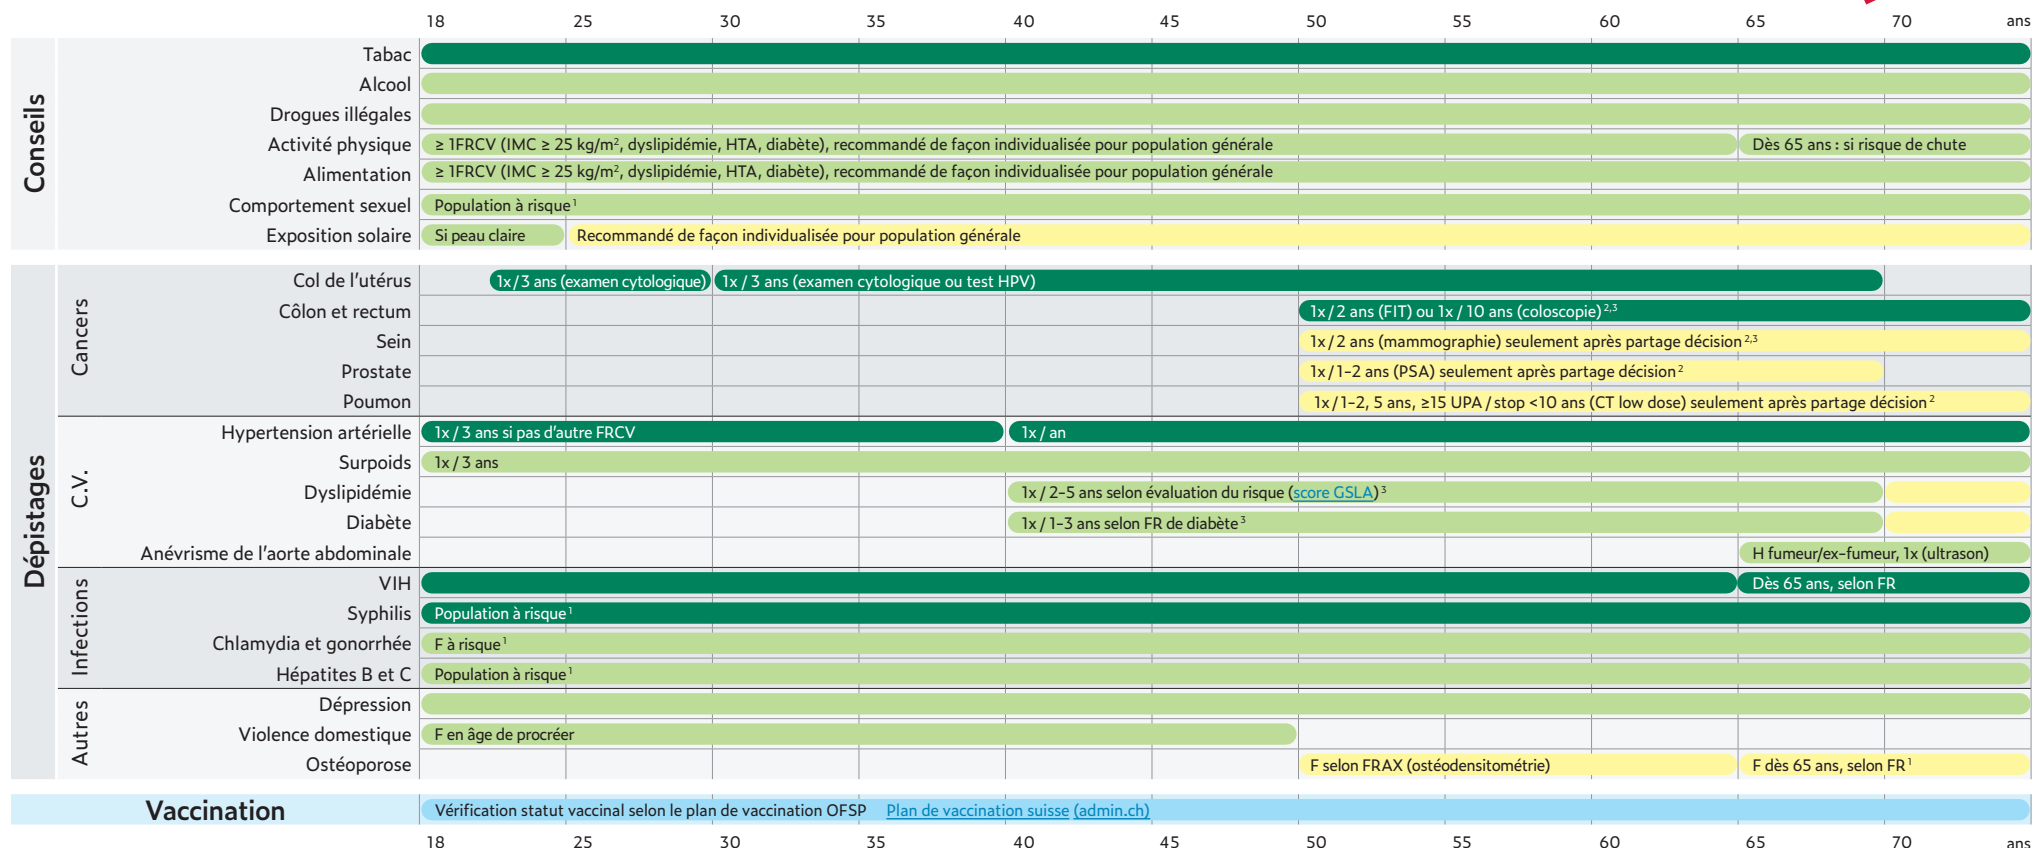 18 25 30 35 40 45 50 55 60 65 70 ans
Conseils
Tabac
Alcool
Drogues illégales
Activité physique ≥ 1FRCV (IMC ≥ 25 kg/m², dyslipidémie, HTA, diabète), recommandé de façon individualisée pour population générale Dès 65 ans : si risque de chute
Alimentation ≥ 1FRCV (IMC ≥ 25 kg/m², dyslipidémie, HTA, diabète), recommandé de façon individualisée pour population générale
Comportement sexuel Population à risque¹
Exposition solaire Si peau claire Recommandé de façon individualisée pour population générale
Dépistages
Cancers
Col de l'utérus 1x / 3 ans (examen cytologique) 1x / 3 ans (examen cytologique ou test HPV)
Côlon et rectum 1x / 2 ans (FIT) ou 1x / 10 ans (coloscopie)²,³
Sein 1x / 2 ans (mammographie) seulement après partage décision²,³
Prostate 1x / 1–2 ans (PSA) seulement après partage décision²
Poumon 1x / 1–2, 5 ans, ≥15 UPA / stop <10 ans (CT low dose) seulement après partage décision²
C.V.
Hypertension artérielle 1x / 3 ans si pas d'autre FRCV 1x / an
Surpoids 1x / 3 ans
Dyslipidémie 1x / 2–5 ans selon évaluation du risque (score GSLA)³
Diabète 1x / 1–3 ans selon FR de diabète³
Anévrisme de l'aorte abdominale H fumeur/ex–fumeur, 1x (ultrason)
Infections
VIH Dès 65 ans, selon FR
Syphilis Population à risque¹
Chlamydia et gonorrhée F à risque¹
Hépatites B et C Population à risque¹
Autres
Dépression
Violence domestique F en âge de procréer
Ostéoporose F selon FRAX (ostéodensitométrie) F dès 65 ans, selon FR¹
Vaccination Vérification statut vaccinal selon le plan de vaccination OFSP Plan de vaccination suisse (admin.ch)
18 25 30 35 40 45 50 55 60 65 70 ans